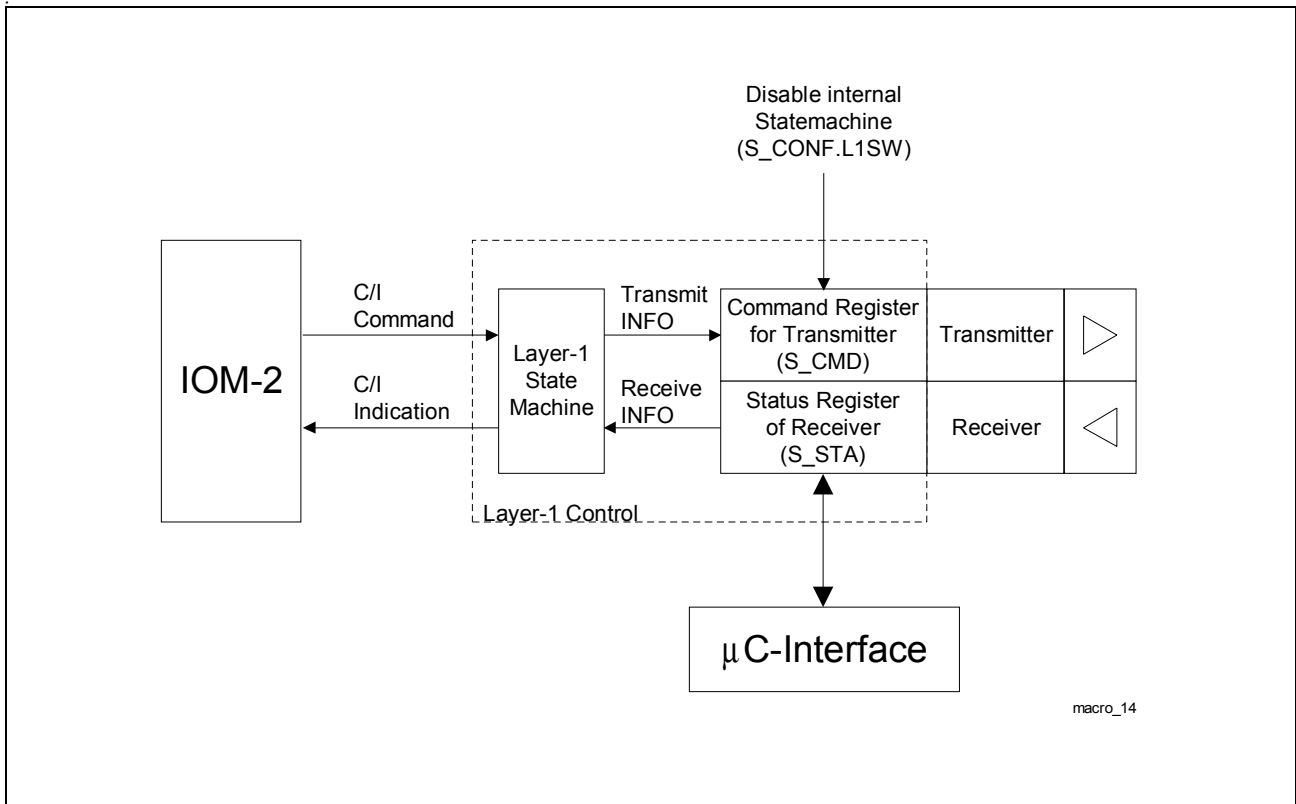 Disable internal
Statemachine
(S_CONF.L1SW)
IOM-2
C/I
Command
C/I
Indication
Layer-1
State
Machine
Transmit
INFO
Receive
INFO
Command Register
for Transmitter
(S_CMD)
Transmitter
Status Register
of Receiver
(S_STA)
Receiver
Layer-1 Control
µC-Interface
macro_14